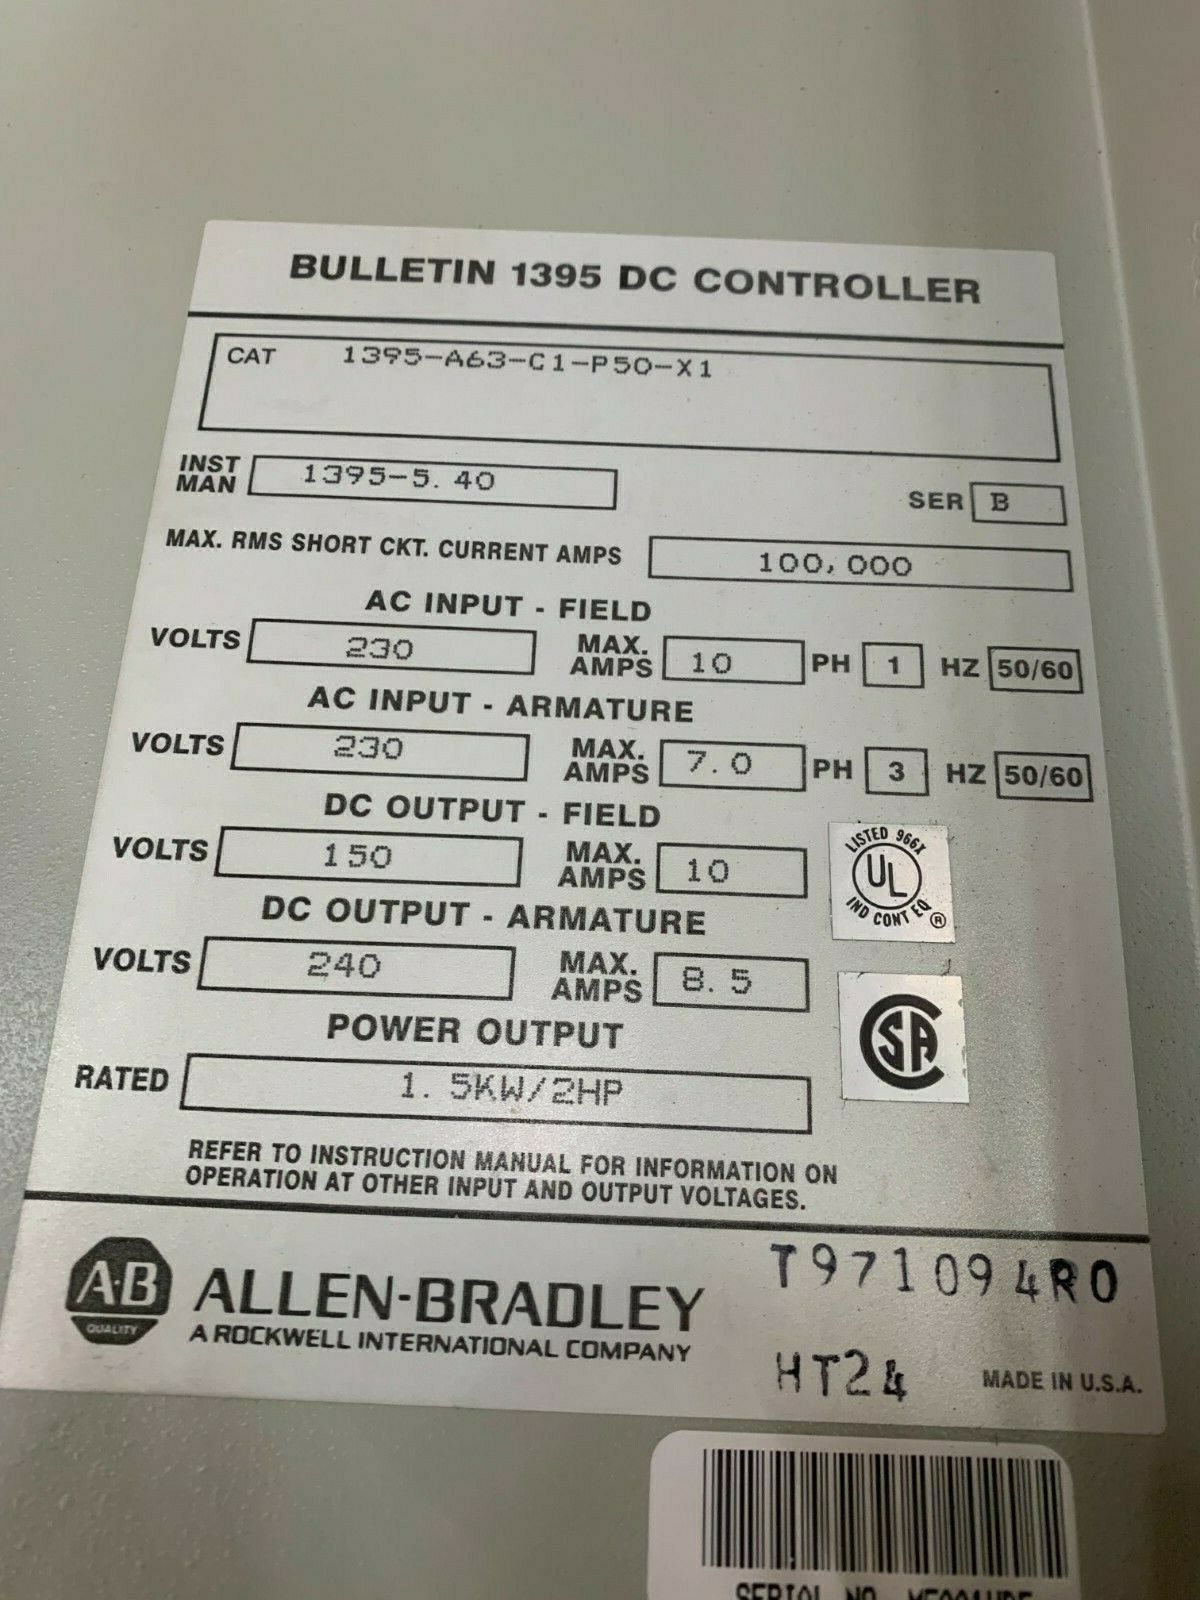 BULLETIN 1395 DC CONTROLLER
CAT 1395-A63-C1-P50-X1
INST MAN 1395-5.40
SER B
MAX. RMS SHORT CKT. CURRENT AMPS 100,000
AC INPUT - FIELD
VOLTS 230 MAX. AMPS 10 PH 1 HZ 50/60
AC INPUT - ARMATURE
VOLTS 230 MAX. AMPS 7.0 PH 3 HZ 50/60
DC OUTPUT - FIELD
VOLTS 150 MAX. AMPS 10
LISTED 966X
UL
IND CONT EQ ®
DC OUTPUT - ARMATURE
VOLTS 240 MAX. AMPS 8.5
SA
POWER OUTPUT
RATED 1.5KW/2HP
REFER TO INSTRUCTION MANUAL FOR INFORMATION ON
OPERATION AT OTHER INPUT AND OUTPUT VOLTAGES.
A-B
QUALITY
ALLEN-BRADLEY
A ROCKWELL INTERNATIONAL COMPANY
T971094R0
HT24
MADE IN U.S.A.
SERIAL NO.